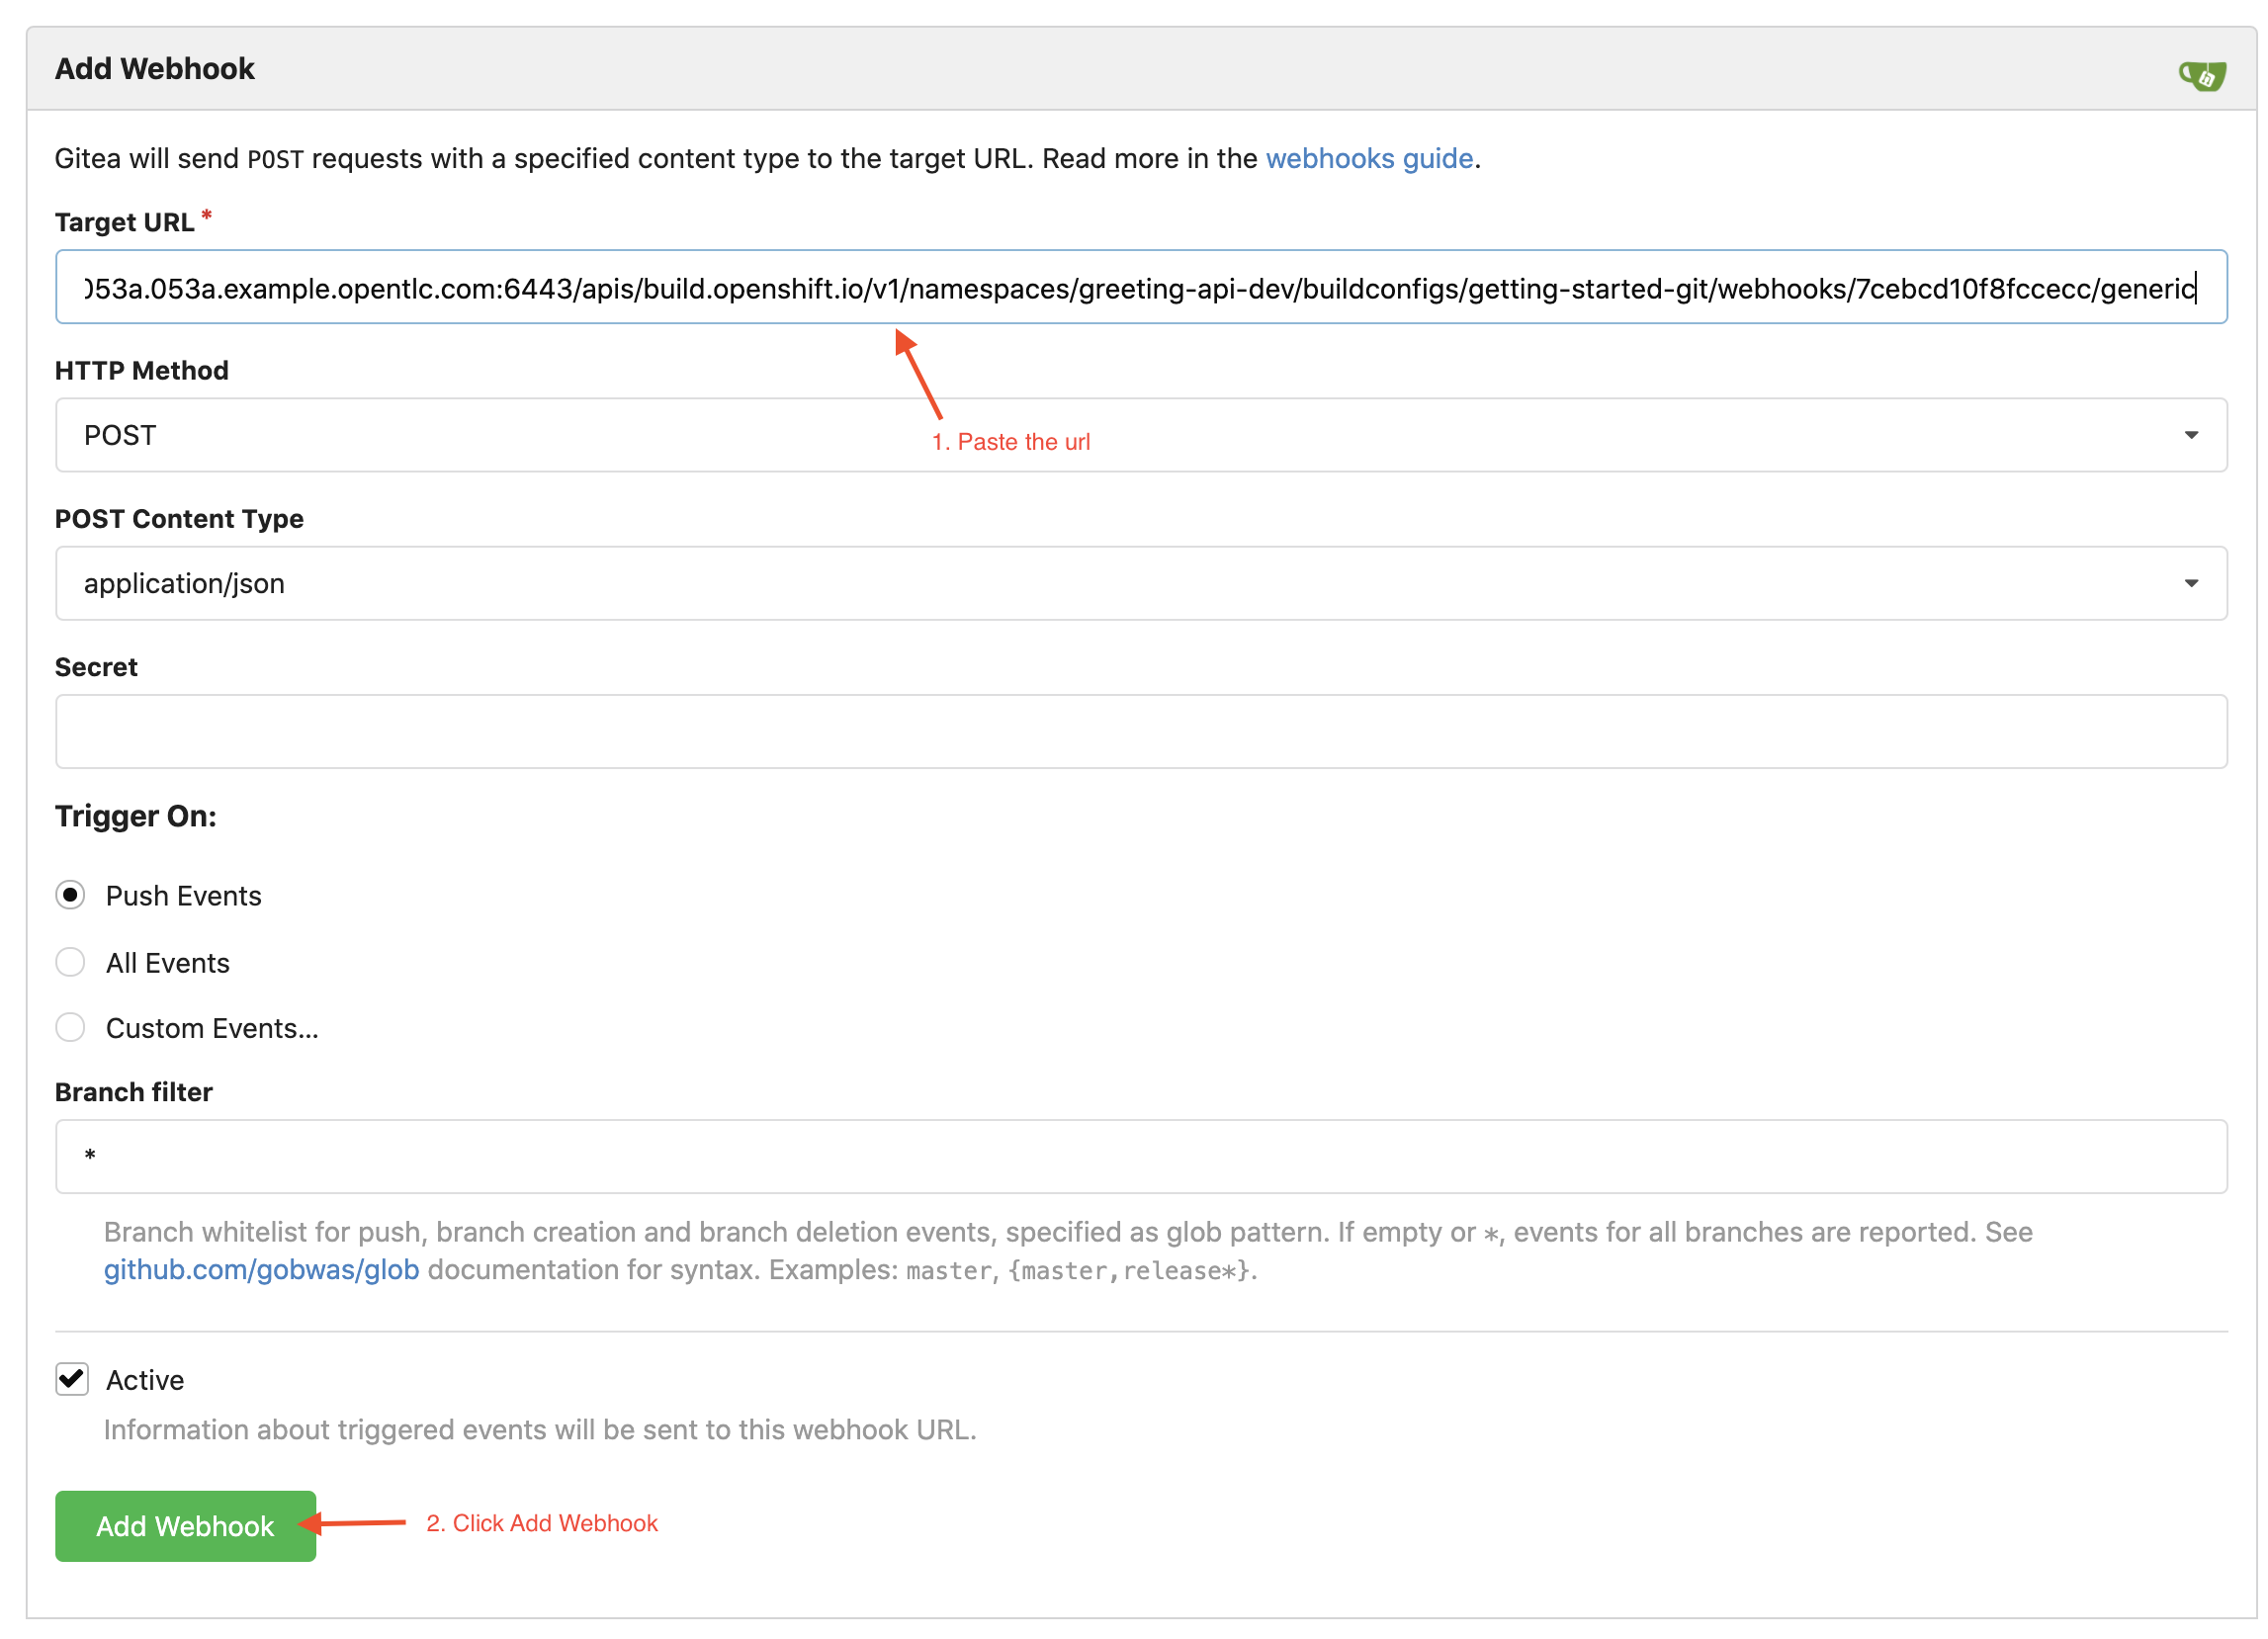 Add Webhook
Gitea will send POST requests with a specified content type to the target URL. Read more in the webhooks guide.
Target URL *
053a.053a.example.opentlc.com:6443/apis/build.openshift.io/v1/namespaces/greeting-api-dev/buildconfigs/getting-started-git/webhooks/7cebcd10f8fccecc/generic
HTTP Method
POST
1. Paste the url
POST Content Type
application/json
Secret
Trigger On:
Push Events
All Events
Custom Events...
Branch filter
*
Branch whitelist for push, branch creation and branch deletion events, specified as glob pattern. If empty or *, events for all branches are reported. See
github.com/gobwas/glob documentation for syntax. Examples: master, {master,release*}.
Active
Information about triggered events will be sent to this webhook URL.
Add Webhook
2. Click Add Webhook